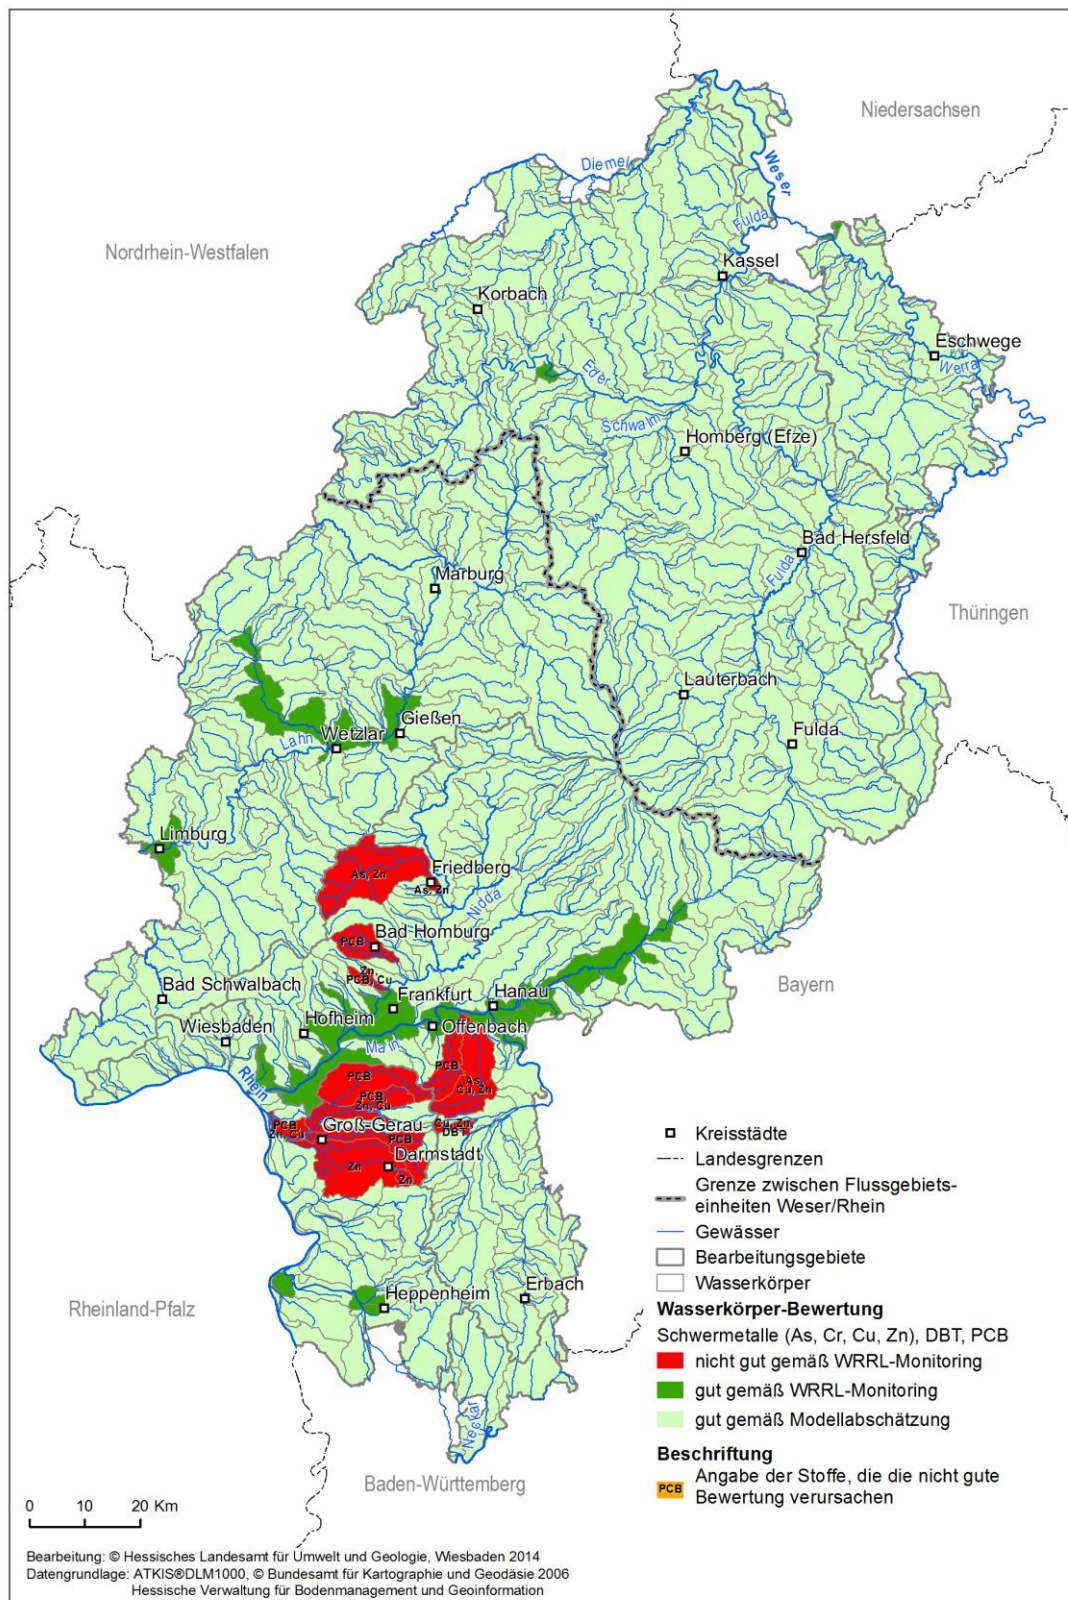 Niedersachsen
Diemel
Weser
Fulda
Nordrhein-Westfalen
Kassel
Korbach
Eschwege
Werra
Eder
Schwalm
Homberg (Efze)
Bad Hersfeld
Fulda
Marburg
Thüringen
Lauterbach
Gießen
Fulda
Wetzlar
Lahn
Limburg
Friedberg
As, Zn
As, Zn
Nidda
Bad Homburg
PCB
Zn,
PCB, Cu
Bayern
Bad Schwalbach
Frankfurt
Hanau
Wiesbaden
Hofheim
Offenbach
Main
Rhein
PCB
PCB
As,
Cu, Zn
PCB
Zn, Cu
PCB
Zn, Cu
Groß-Gerau
Cu, Zn,
DBT
PCB
Darmstadt
Zn
Zn
Erbach
Heppenheim
Rheinland-Pfalz
Neckar
Baden-Württemberg
Kreisstädte
Landesgrenzen
Grenze zwischen Flussgebiets-
einheiten Weser/Rhein
Gewässer
Bearbeitungsgebiete
Wasserkörper
Wasserkörper-Bewertung
Schwermetalle (As, Cr, Cu, Zn), DBT, PCB
nicht gut gemäß WRRL-Monitoring
gut gemäß WRRL-Monitoring
gut gemäß Modellabschätzung
Beschriftung
PCB Angabe der Stoffe, die die nicht gute
Bewertung verursachen
0 10 20 Km
Bearbeitung: © Hessisches Landesamt für Umwelt und Geologie, Wiesbaden 2014
Datengrundlage: ATKIS®DLM1000, © Bundesamt für Kartographie und Geodäsie 2006
Hessische Verwaltung für Bodenmanagement und Geoinformation